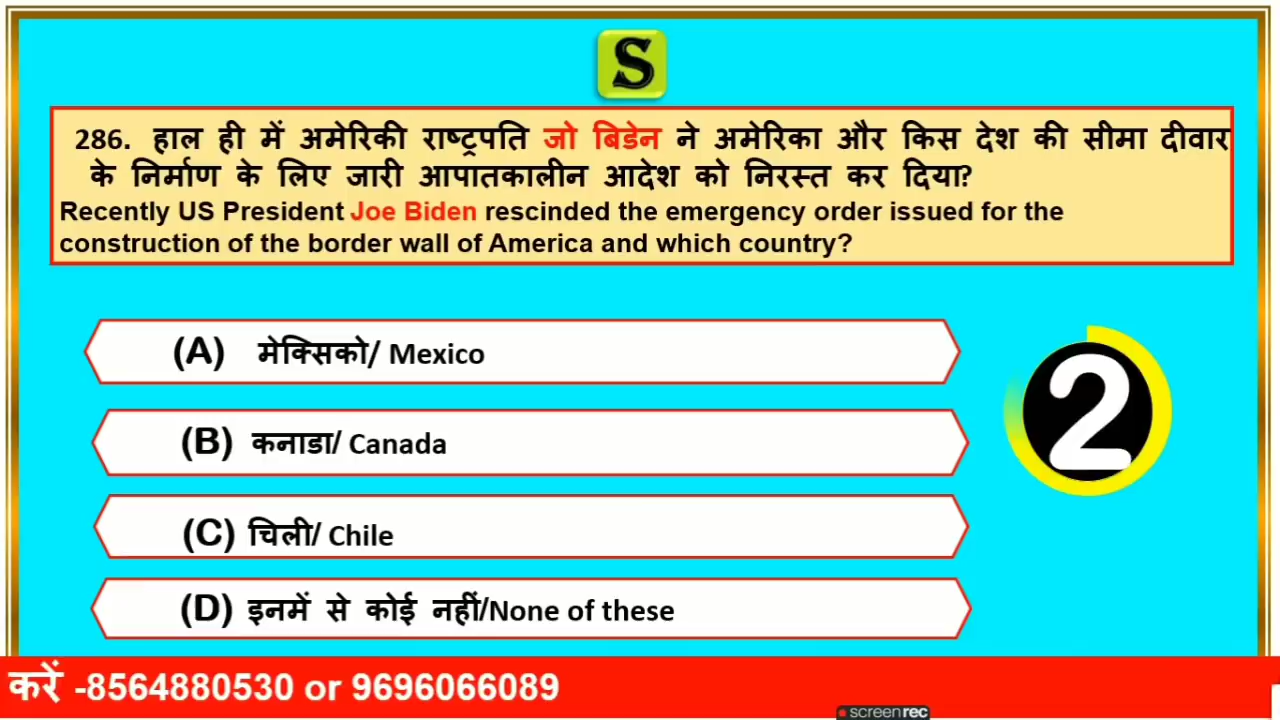 S
286. हाल ही में अमेरिकी राष्ट्रपति जो बिडेन ने अमेरिका और किस देश की सीमा दीवार
के निर्माण के लिए जारी आपातकालीन आदेश को निरस्त कर दिया?
Recently US President Joe Biden rescinded the emergency order issued for the
construction of the border wall of America and which country?
(A) मेक्सिको/ Mexico
(B) कनाडा/ Canada
2
(C) चिली/ Chile
(D) इनमें से कोई नहीं/None of these
करें -8564880530 or 9696066089
screenrec